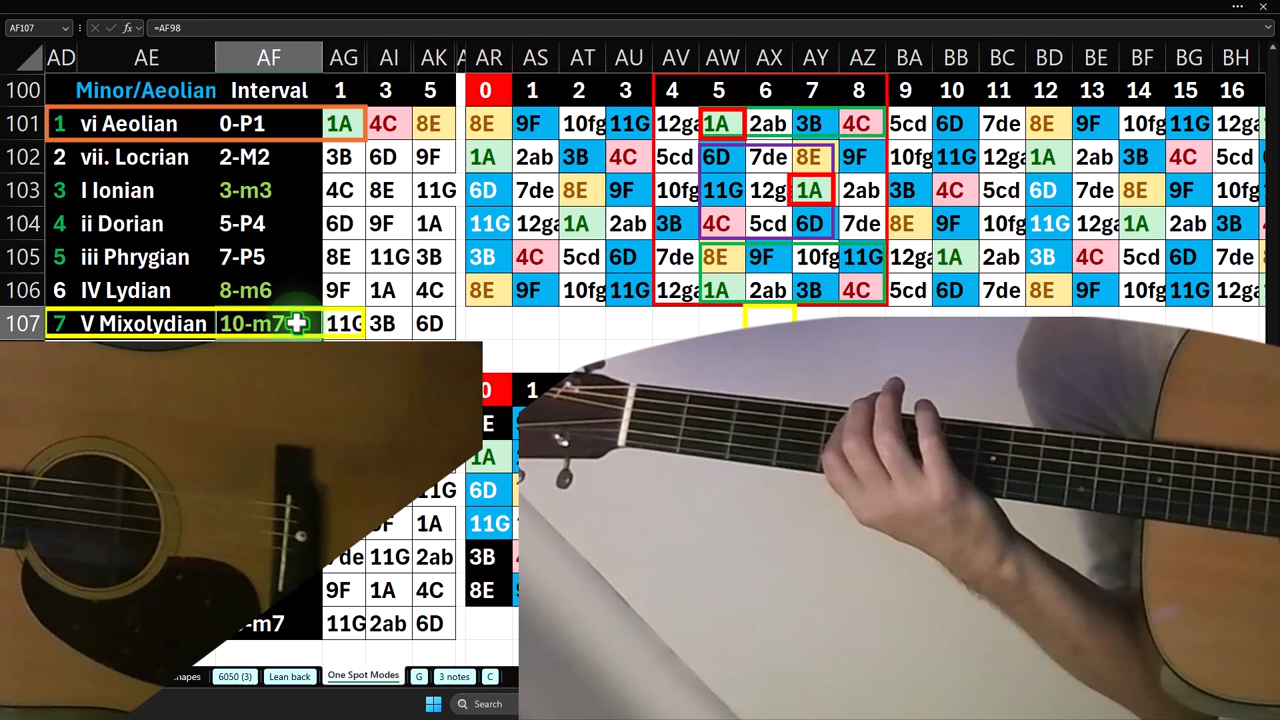 AF107 fx =AF98
AD AE AF AG AI AK AR AS AT AU AV AW AX AY AZ BA BB BC BD BE BF BG BH
100 Minor/Aeolian Interval 1 3 5 0 1 2 3 4 5 6 7 8 9 10 11 12 13 14 15 16
101 1 vi Aeolian 0-P1 1A 4C 8E 8E 9F 10fg 11G 12ga 1A 2ab 3B 4C 5cd 6D 7de 8E 9F 10fg 11G 12ga
102 2 vii. Locrian 2-M2 3B 6D 9F 1A 2ab 3B 4C 5cd 6D 7de 8E 9F 10fg 11G 12ga 1A 2ab 3B 4C 5cd
103 3 I Ionian 3-m3 4C 8E 11G 6D 7de 8E 9F 10fg 11G 12g 1A 2ab 3B 4C 5cd 6D 7de 8E 9F 10fg
104 4 ii Dorian 5-P4 6D 9F 1A 11G 12ga 1A 2ab 3B 4C 5cd 6D 7de 8E 9F 10fg 11G 12ga 1A 2ab 3B
105 5 iii Phrygian 7-P5 8E 11G 3B 3B 4C 5cd 6D 7de 8E 9F 10fg 11G 12ga 1A 2ab 3B 4C 5cd 6D 7de
106 6 IV Lydian 8-m6 9F 1A 4C 8E 9F 10fg 11G 12ga 1A 2ab 3B 4C 5cd 6D 7de 8E 9F 10fg 11G 12ga
107 7 V Mixolydian 10-m7 11G 3B 6D
0 1
E
1A
11G 6D
1A 11G
7de 11G 2ab 3B
9F 1A 4C 8E
-m7 11G 2ab 6D
hapes 6050 (3) Lean back One Spot Modes G 3 notes C
Search